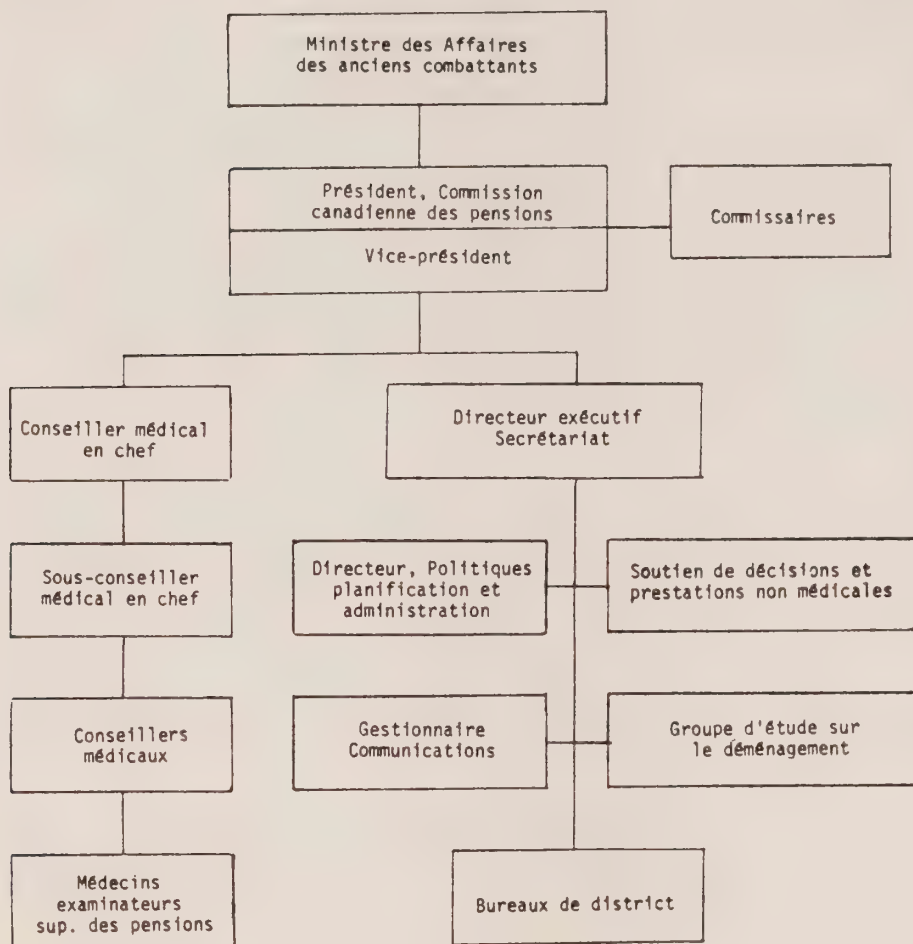 Ministre des Affaires
des anciens combattants
Président, Commission
canadienne des pensions
Commissaires
Vice-président
Conseiller médical
en chef
Directeur exécutif
Secrétariat
Sous-conseiller
médical en chef
Directeur, Politiques
planification et
administration
Soutien de décisions et
prestations non médicales
Conseillers
médicaux
Gestionnaire
Communications
Groupe d'étude sur
le déménagement
Médecins
examinateurs
sup. des pensions
Bureaux de district